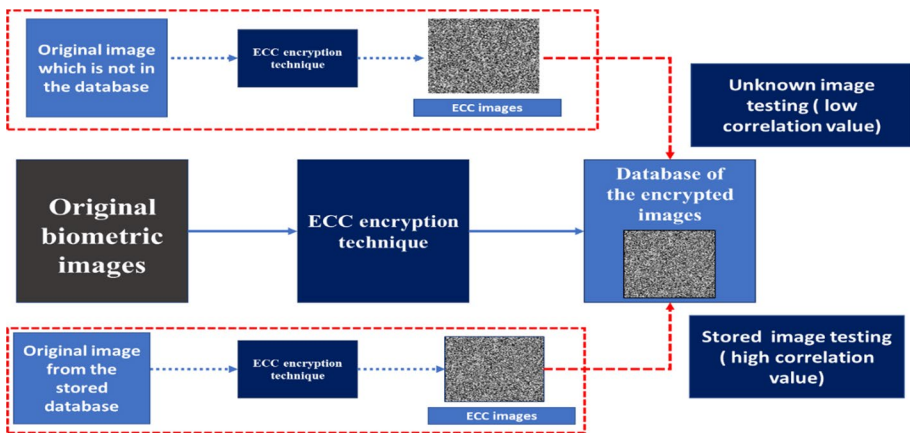 Original image
which is not in
the database
ECC encryption
technique
ECC images
Unknown image
testing ( low
correlation value)
Original
biometric
images
ECC encryption
technique
Database of
the encrypted
images
Original image
from the
stored
database
ECC encryption
technique
ECC images
Stored image testing
( high correlation
value)